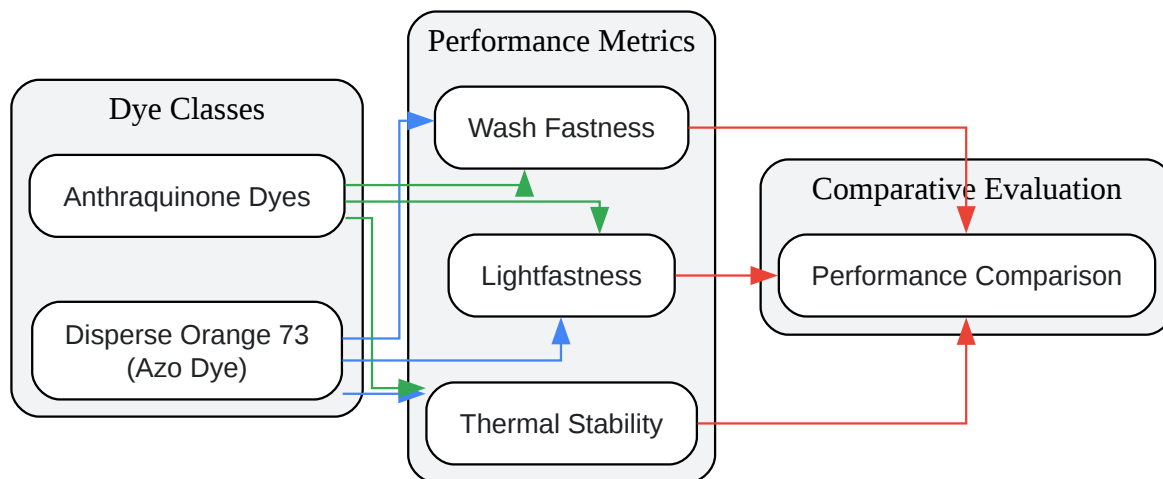 Dye Classes
Anthraquinone Dyes
Disperse Orange 73
(Azo Dye)
Performance Metrics
Wash Fastness
Lightfastness
Thermal Stability
Comparative Evaluation
Performance Comparison